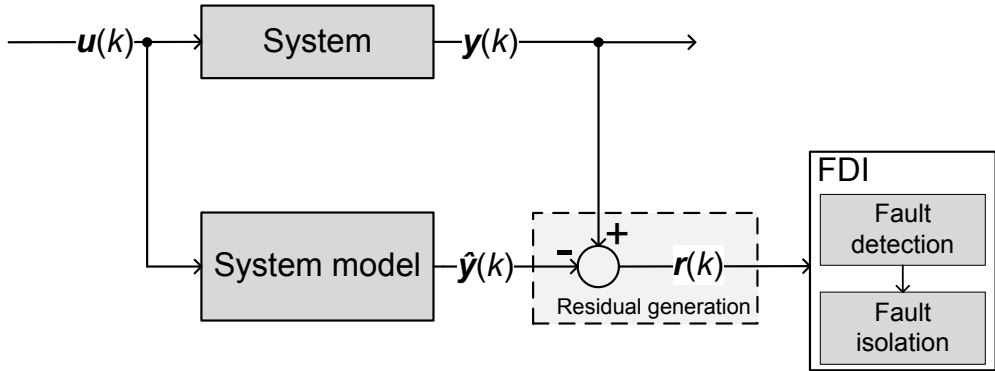 u(k)
System
y(k)
FDI
Fault
detection
System model
ŷ(k)
-
+
r(k)
Residual generation
Fault
isolation